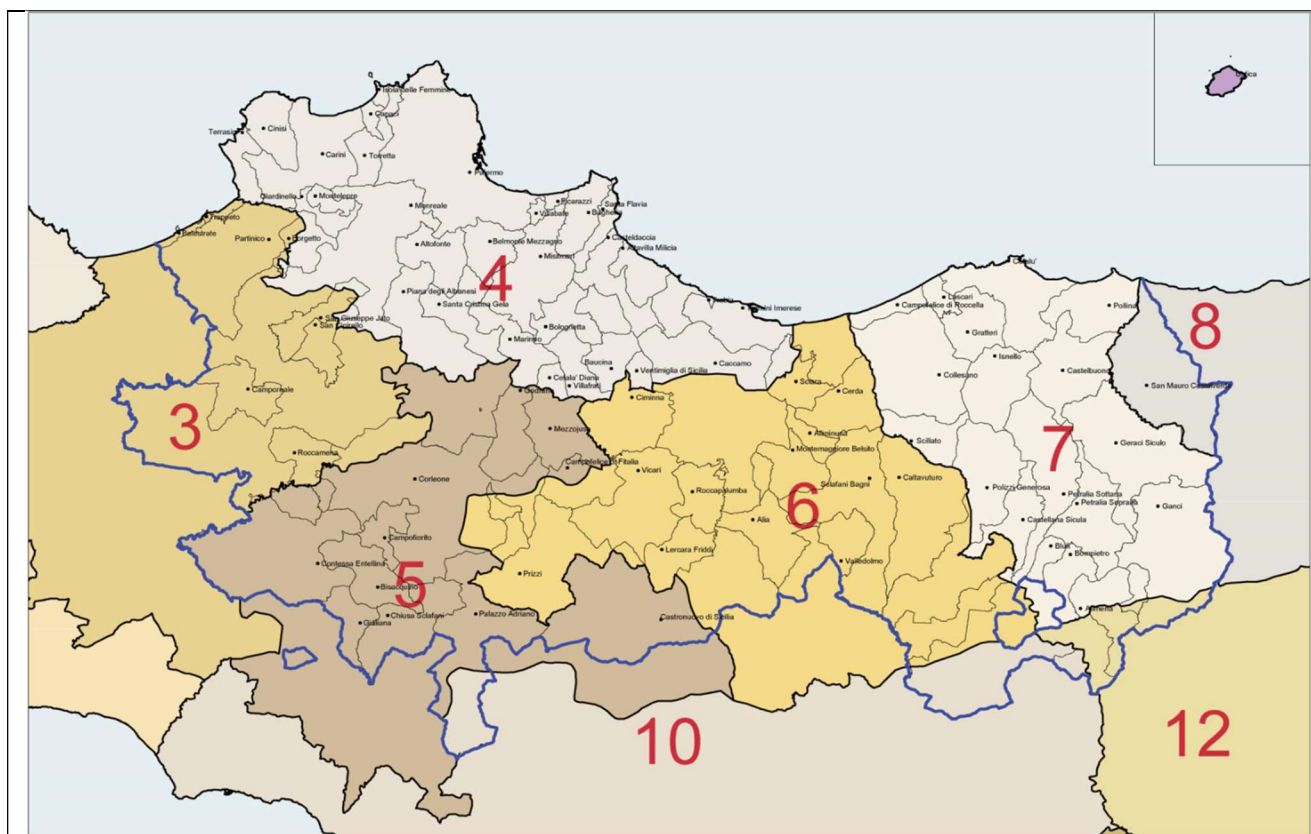 Isola delle Femmine
Capaci
Terrasini
Cinisi
Carini
Torretta
Palermo
Giardinello
Montelepre
Monreale
Ficarazzi
Santa Flavia
Villabate
Bagheria
Trappeto
Balestrate
Partinico
Borgetto
Altofonte
Belmonte Mezzagno
Casteldaccia
Altavilla Milicia
Misilmeri
4
Piana degli Albanesi
Santa Cristina Gela
San Giuseppe Jato
San Cipirello
Bolognetta
Marineo
Baucina
Ventimiglia di Sicilia
Caccamo
Cefala' Diana
Villafrati
Godrano
Termini Imerese
Cefalu'
Lascari
Campofelice di Roccella
Pollina
8
Gratteri
Isnello
Collesano
Castelbuono
San Mauro Castelverde
Camporeale
3
Sciara
Cerda
Ciminna
Mezzojuso
Roccamena
Corleone
Campofelice di Fitalia
Vicari
Aliminusa
Montemaggiore Belsito
Scillato
7
Geraci Siculo
Roccapalumba
Sclafani Bagni
Caltavuturo
6
Alia
Polizzi Generosa
Petralia Sottana
Petralia Soprana
Ganci
Castellana Sicula
Campofiorito
Lercara Friddi
Blufi
Bompietro
Contessa Entellina
Valledolmo
Prizzi
5
Bisacquino
Chiusa Sclafani
Giuliana
Palazzo Adriano
Castronuovo di Sicilia
Alimena
10
12